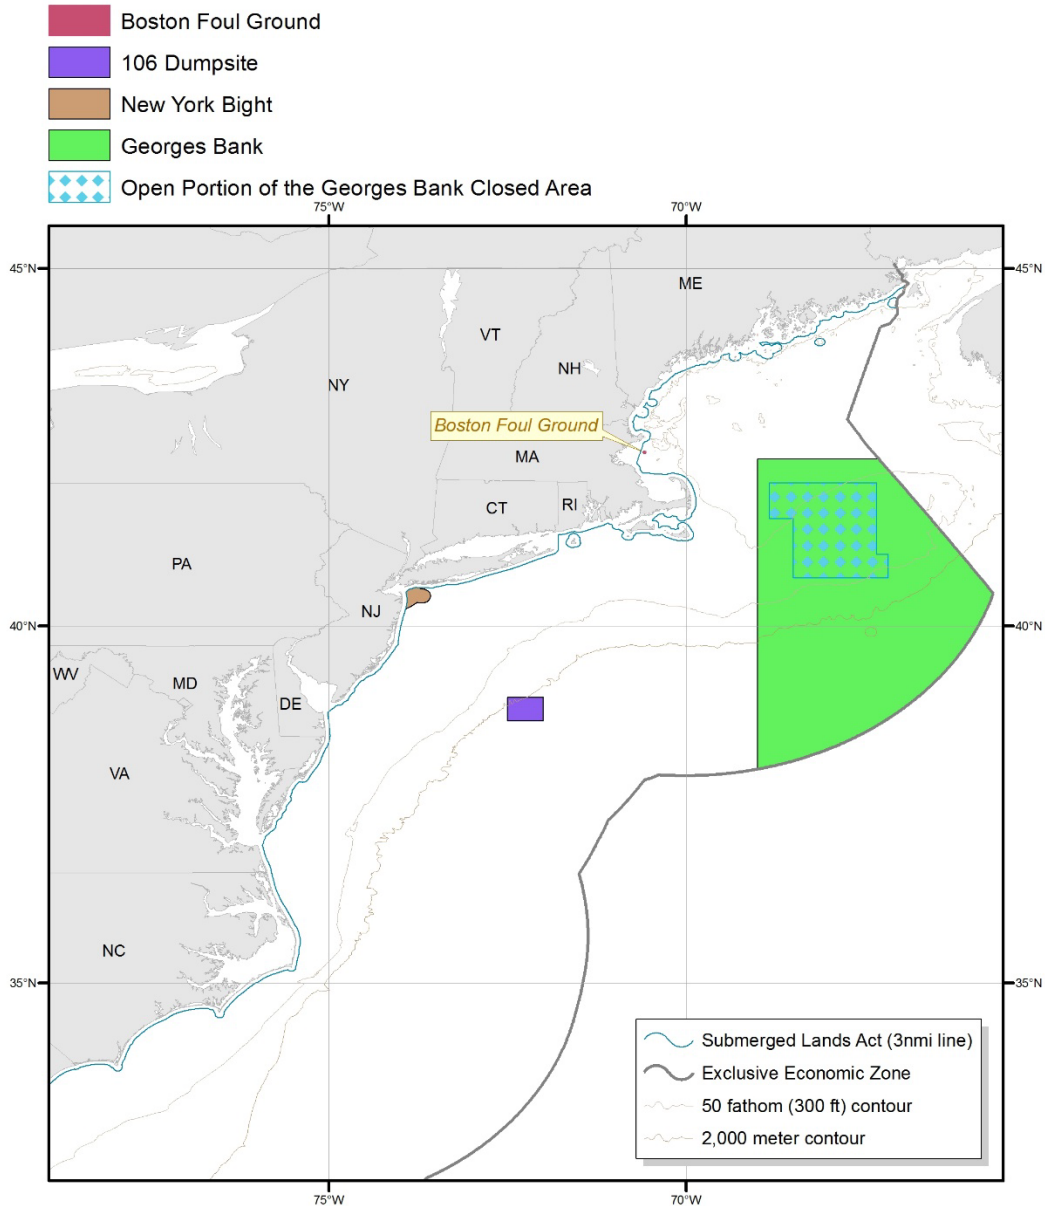 Boston Foul Ground
106 Dumpsite
New York Bight
Georges Bank
Open Portion of the Georges Bank Closed Area
75°W
70°W
45°N
45°N
ME
VT
NH
NY
Boston Foul Ground
MA
CT
RI
PA
NJ
40°N
40°N
WV
MD
DE
VA
NC
35°N
35°N
Submerged Lands Act (3nmi line)
Exclusive Economic Zone
50 fathom (300 ft) contour
2,000 meter contour
75°W
70°W